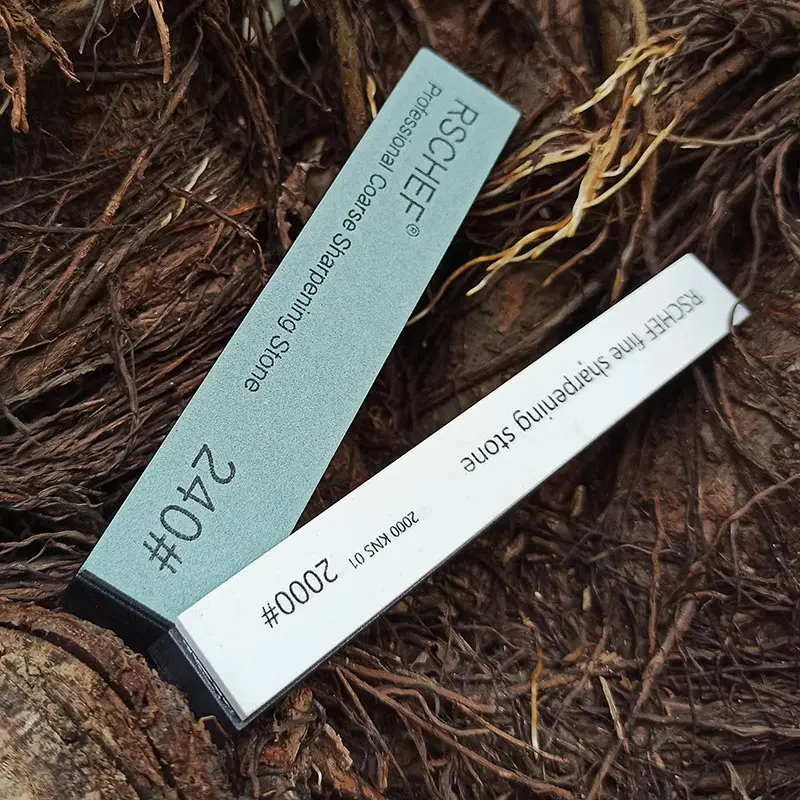 RSCHEF®
Professional Coarse Sharpening Stone
240#
RSCHEF fine sharpening stone
2000 KNS 01
2000#